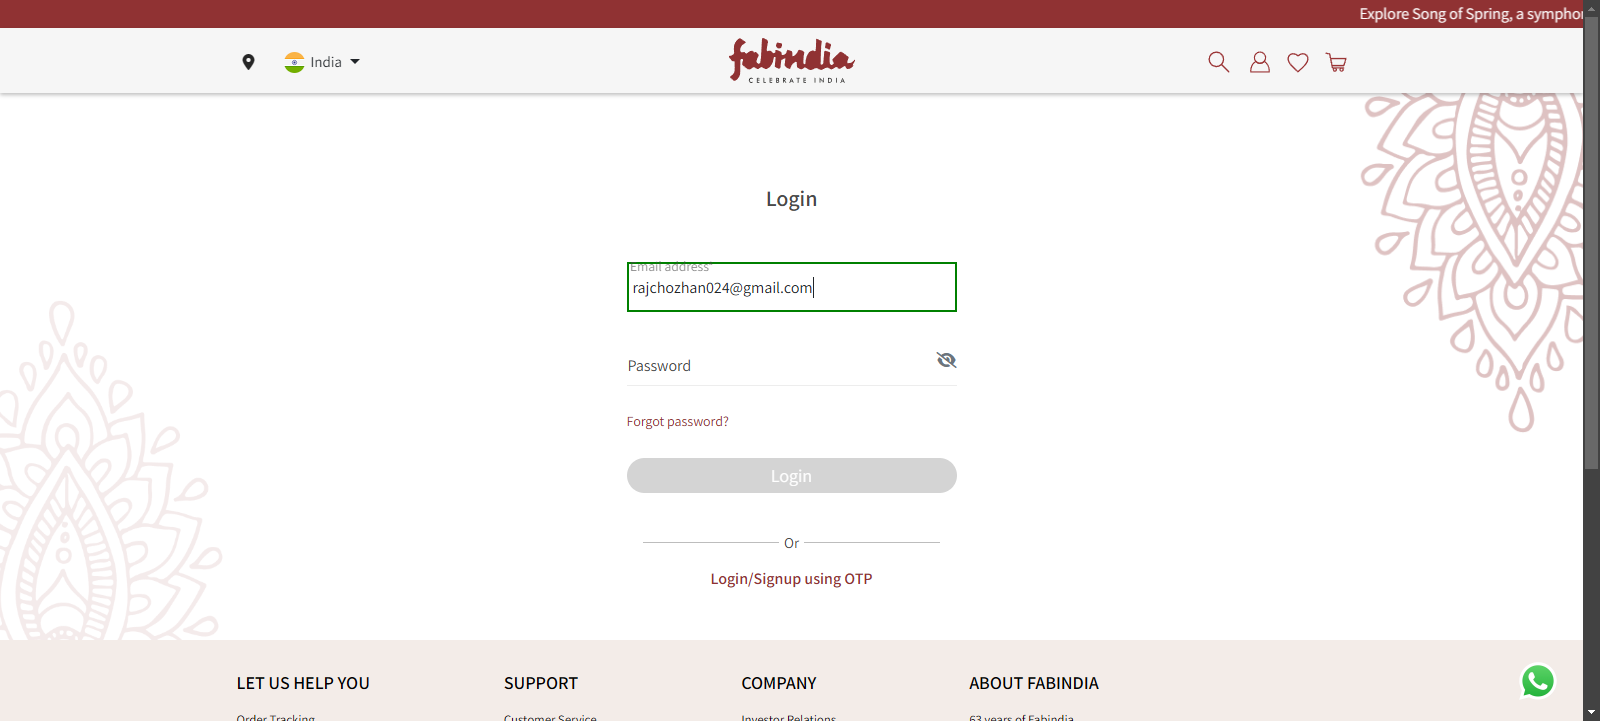 Explore Song of Spring, a sympho
India
fabindia
CELEBRATE INDIA
Login
Email address*
rajchozhan024@gmail.com
Password
Forgot password?
Login
Or
Login/Signup using OTP
LET US HELP YOU
SUPPORT
COMPANY
ABOUT FABINDIA
Order Tracking
Customer Service
Investor Relations
63 years of Fabindia